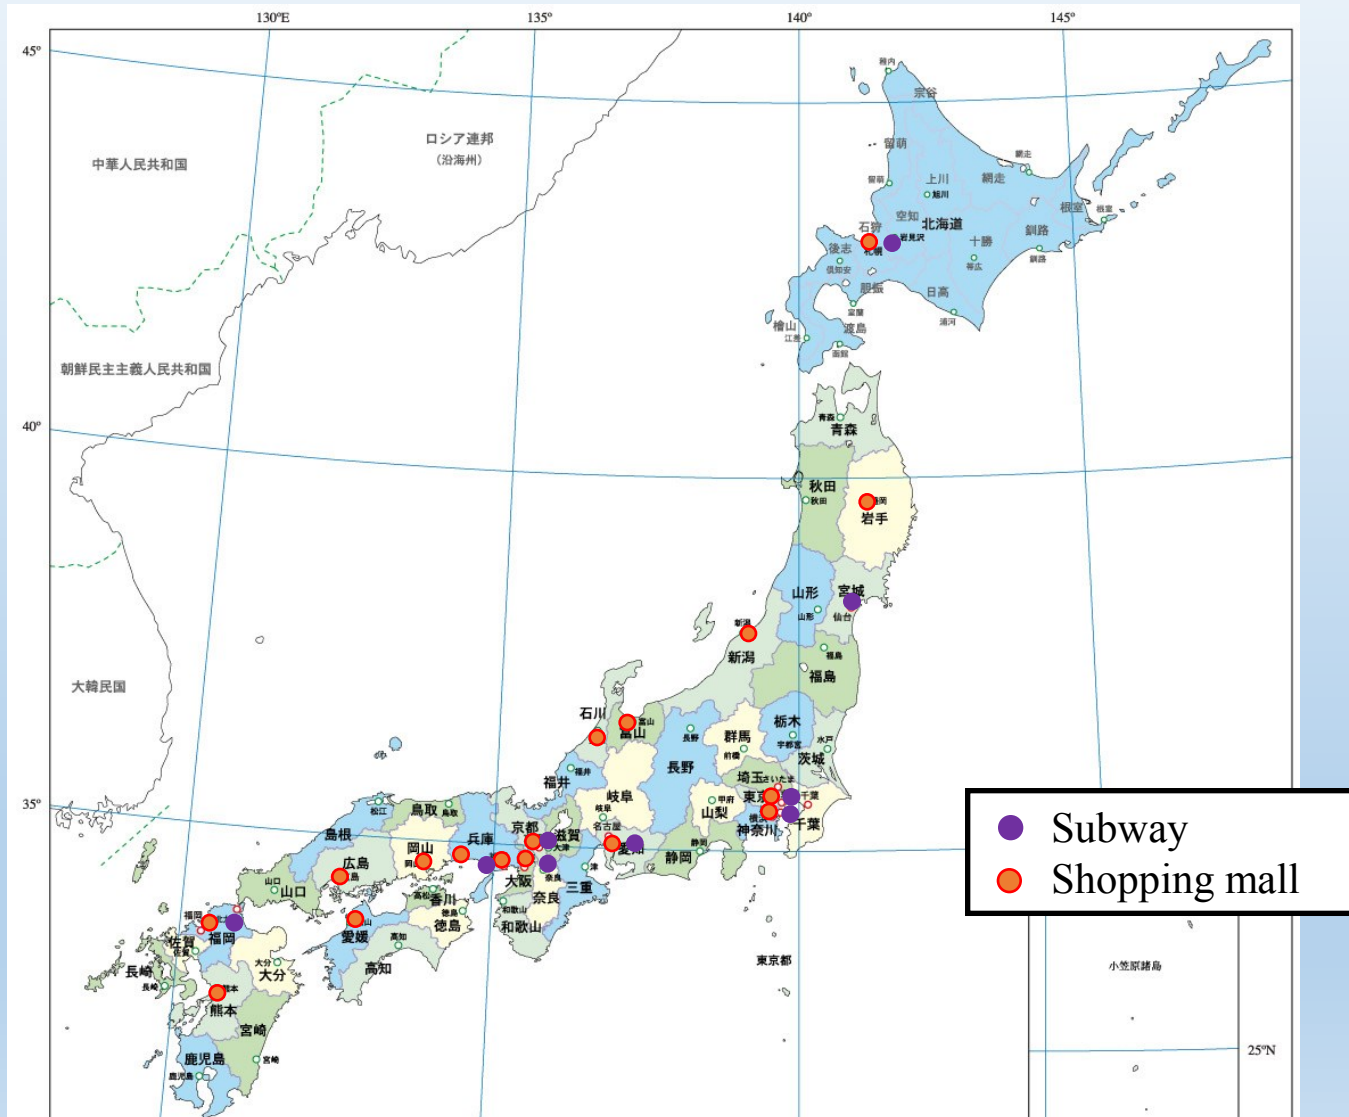 130°E
135°
140°
145°
45°
稚内
宗谷
ロシア連邦
(沿海州)
中華人民共和国
留萌
網走
留萌
上川
網走
旭川
根室
根室
空知
石狩
北海道
釧路
岩見沢
後志
札幌
十勝
倶知安
帯広
釧路
胆振
日高
室蘭
浦河
檜山
渡島
江差
函館
朝鮮民主主義人民共和国
40°
青森
青森
秋田
秋田
岩手
山形
宮城
山形
仙台
新潟
新潟
福島
福島
大韓民国
石川
富山
富山
栃木
群馬
長野
宇都宮
水戸
前橋
茨城
長野
福井
福井
埼玉
さいたま
岐阜
岐阜
甲府
山梨
東京
千葉
千葉
神奈川
35°
松江
鳥取
鳥取
島根
兵庫
京都
滋賀
大津
名古屋
愛知
静岡
静岡
岡山
広島
津
奈良
大阪
三重
奈良
山口
山口
高松
香川
徳島
徳島
和歌山
和歌山
福岡
福岡
愛媛
高知
高知
佐賀
佐賀
大分
大分
長崎
長崎
熊本
熊本
宮崎
宮崎
鹿児島
鹿児島
東京都
小笠原諸島
25°N
Subway
Shopping mall